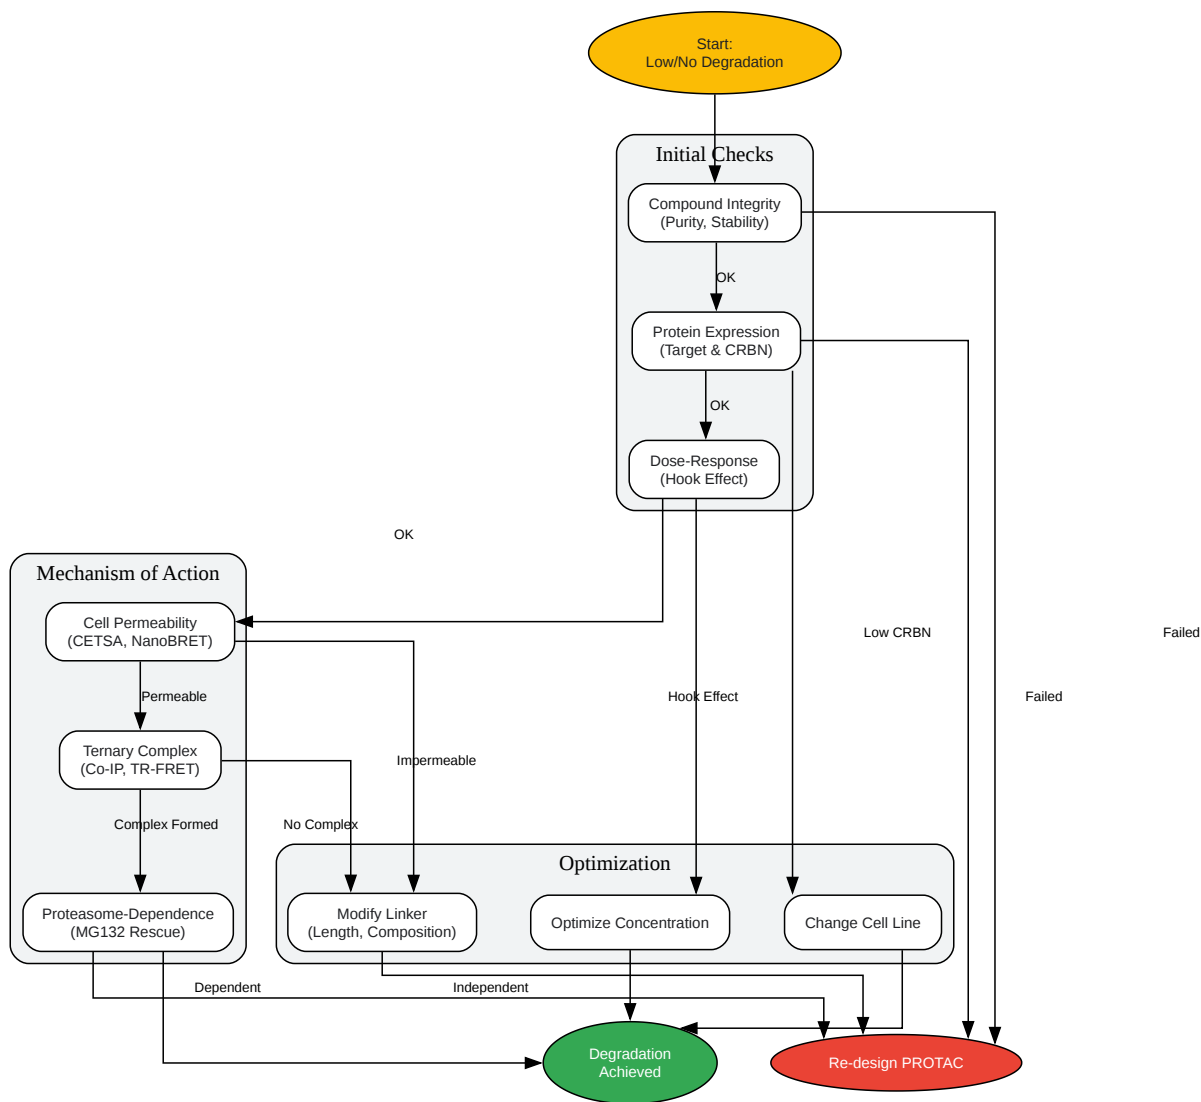 Start:
Low/No Degradation
Initial Checks
Compound Integrity
(Purity, Stability)
OK
Protein Expression
(Target & CRBN)
OK
Dose-Response
(Hook Effect)
OK
Mechanism of Action
Cell Permeability
(CETSA, NanoBRET)
Low CRBN
Failed
Permeable
Hook Effect
Failed
Ternary Complex
(Co-IP, TR-FRET)
Impermeable
Complex Formed
No Complex
Optimization
Proteasome-Dependence
(MG132 Rescue)
Modify Linker
(Length, Composition)
Optimize Concentration
Change Cell Line
Dependent
Independent
Degradation
Achieved
Re-design PROTAC